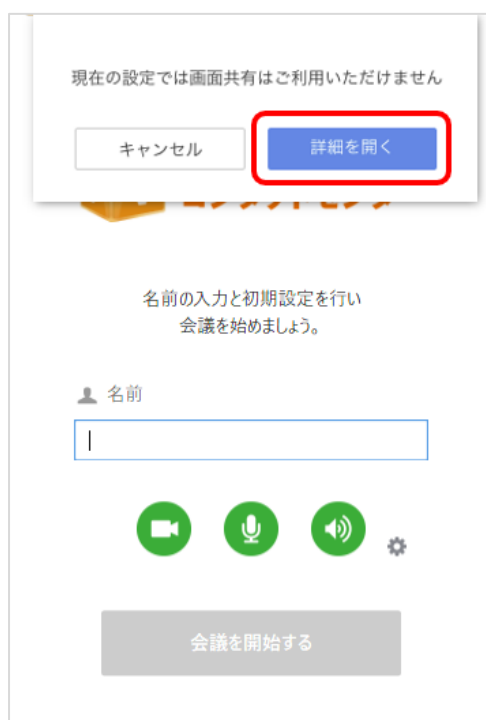 現在の設定では画面共有はご利用いただけません
キャンセル
詳細を開く
名前の入力と初期設定を行い
会議を始めましょう。
名前
会議を開始する